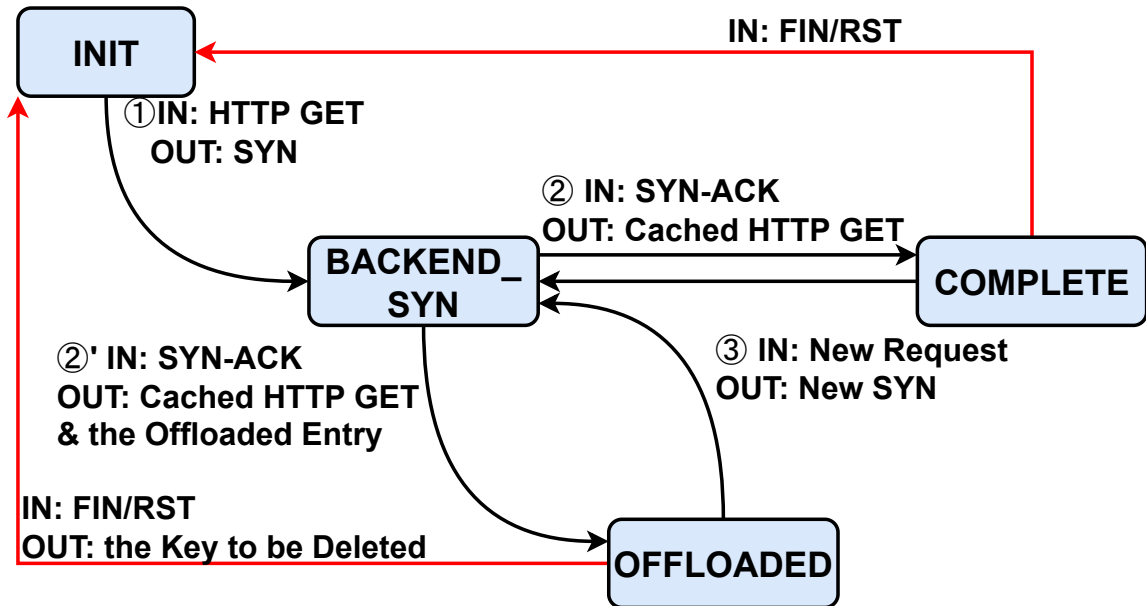 INIT
IN: FIN/RST
①IN: HTTP GET
OUT: SYN
② IN: SYN-ACK
OUT: Cached HTTP GET
BACKEND_
SYN
COMPLETE
②' IN: SYN-ACK
OUT: Cached HTTP GET
& the Offloaded Entry
③ IN: New Request
OUT: New SYN
IN: FIN/RST
OUT: the Key to be Deleted
OFFLOADED